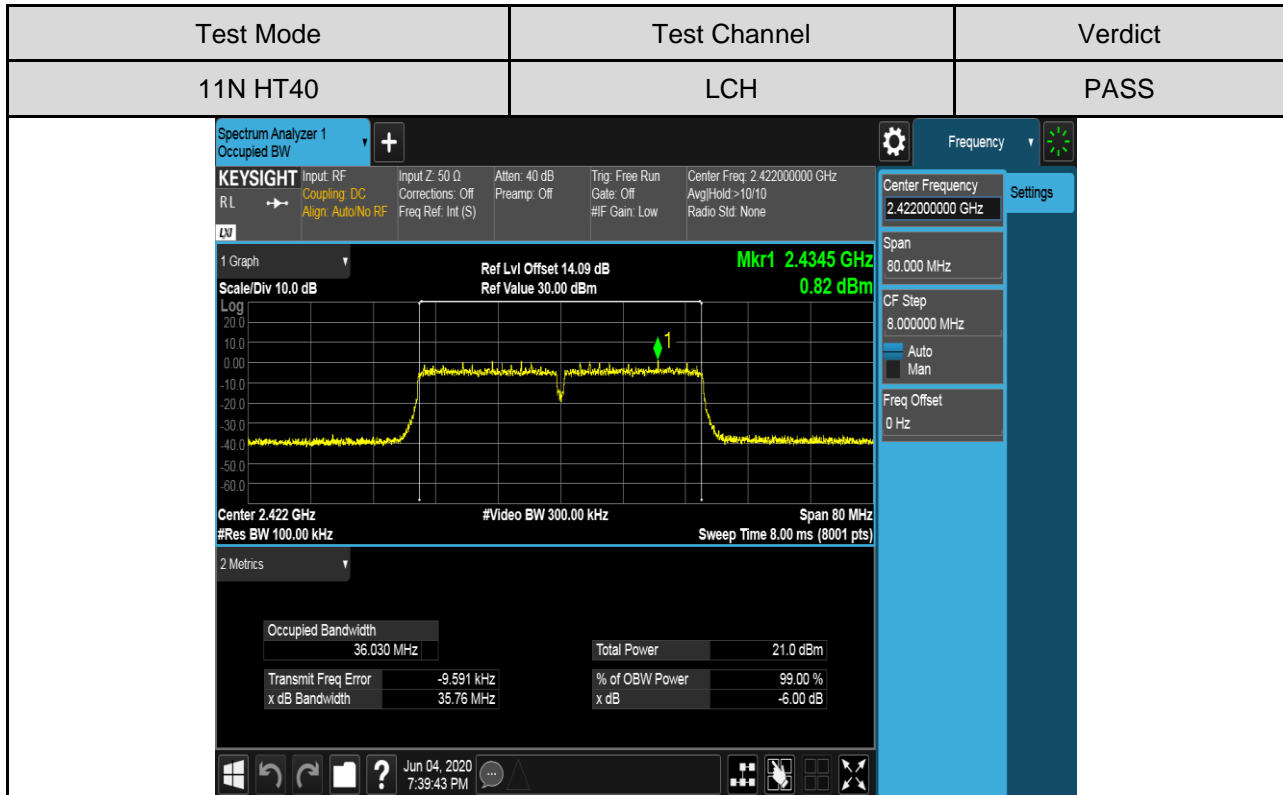 Test Mode Test Channel Verdict
11N HT40 LCH PASS
Spectrum Analyzer 1
Occupied BW
+
Frequency
KEYSIGHT
RL
LXI
Input: RF
Coupling: DC
Align: Auto/No RF
Input Z: 50 Ω
Corrections: Off
Freq Ref: Int (S)
Atten: 40 dB
Preamp: Off
Trig: Free Run
Gate: Off
#IF Gain: Low
Center Freq: 2.422000000 GHz
Avg|Hold:>10/10
Radio Std: None
Center Frequency
2.422000000 GHz
Settings
Span
80.000 MHz
CF Step
8.000000 MHz
Auto
Man
Freq Offset
0 Hz
1 Graph
Scale/Div 10.0 dB
Ref Lvl Offset 14.09 dB
Ref Value 30.00 dBm
Mkr1 2.4345 GHz
0.82 dBm
Log
20.0
10.0
0.00
-10.0
-20.0
-30.0
-40.0
-50.0
-60.0
1
Center 2.422 GHz
#Video BW 300.00 kHz
Span 80 MHz
#Res BW 100.00 kHz
Sweep Time 8.00 ms (8001 pts)
2 Metrics
Occupied Bandwidth
36.030 MHz
Total Power 21.0 dBm
Transmit Freq Error -9.591 kHz
% of OBW Power 99.00 %
x dB Bandwidth 35.76 MHz
x dB -6.00 dB
?
Jun 04, 2020
7:39:43 PM